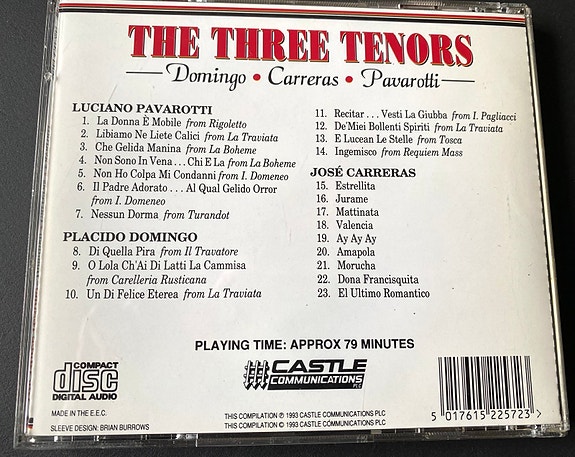 THE THREE TENORS
Domingo • Carreras • Pavarotti
LUCIANO PAVAROTTI
1. La Donna È Mobile from Rigoletto
2. Libiamo Ne Liete Calici from La Traviata
3. Che Gelida Manina from La Boheme
4. Non Sono In Vena . . . Chi E La from La Boheme
5. Non Ho Colpa Mi Condanni from I. Domeneo
6. Il Padre Adorato . . . Al Qual Gelido Orror
from I. Domeneo
7. Nessun Dorma from Turandot
PLACIDO DOMINGO
8. Di Quella Pira from Il Travatore
9. O Lola Ch'Ai Di Latti La Cammisa
from Carelleria Rusticana
10. Un Di Felice Eterea from La Traviata
11. Recitar . . . Vesti La Giubba from I. Pagliacci
12. De'Miei Bollenti Spiriti from La Traviata
13. E Lucean Le Stelle from Tosca
14. Ingemisco from Requiem Mass
JOSÉ CARRERAS
15. Estrellita
16. Jurame
17. Mattinata
18. Valencia
19. Ay Ay Ay
20. Amapola
21. Morucha
22. Dona Francisquita
23. El Ultimo Romantico
PLAYING TIME: APPROX 79 MINUTES
COMPACT
disc
DIGITAL AUDIO
CASTLE
COMMUNICATIONS
PLC
MADE IN THE E.E.C.
SLEEVE DESIGN: BRIAN BURROWS
THIS COMPILATION ℗ 1993 CASTLE COMMUNICATIONS PLC
THIS COMPILATION © 1993 CASTLE COMMUNICATIONS PLC
5 017615 225723 >